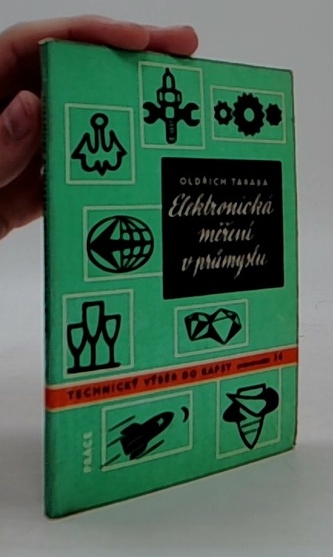 OLDŘICH TARABA
Elektronická
měření
v průmyslu
TECHNICKÝ VÝBĚR DO KAPSY 14
PRÁCE